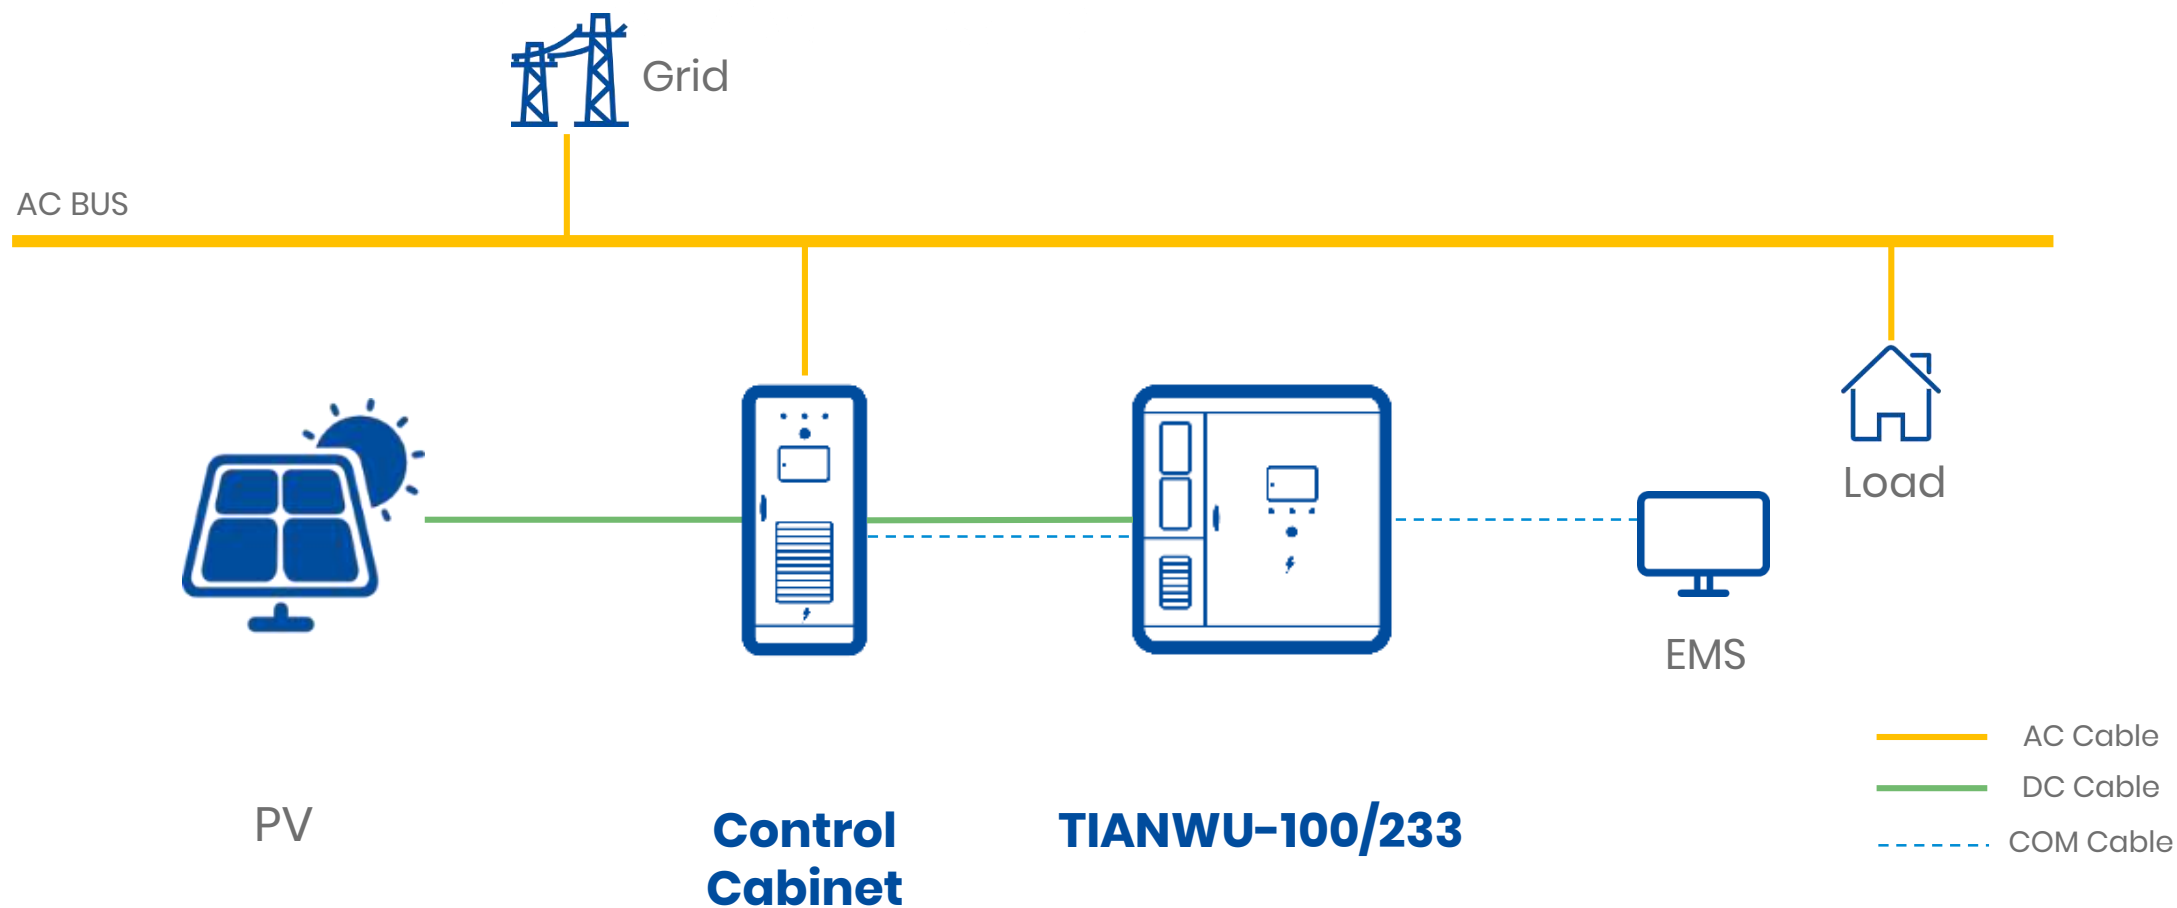 Grid
AC BUS
Load
EMS
AC Cable
DC Cable
COM Cable
PV
Control
Cabinet
TIANWU-100/233